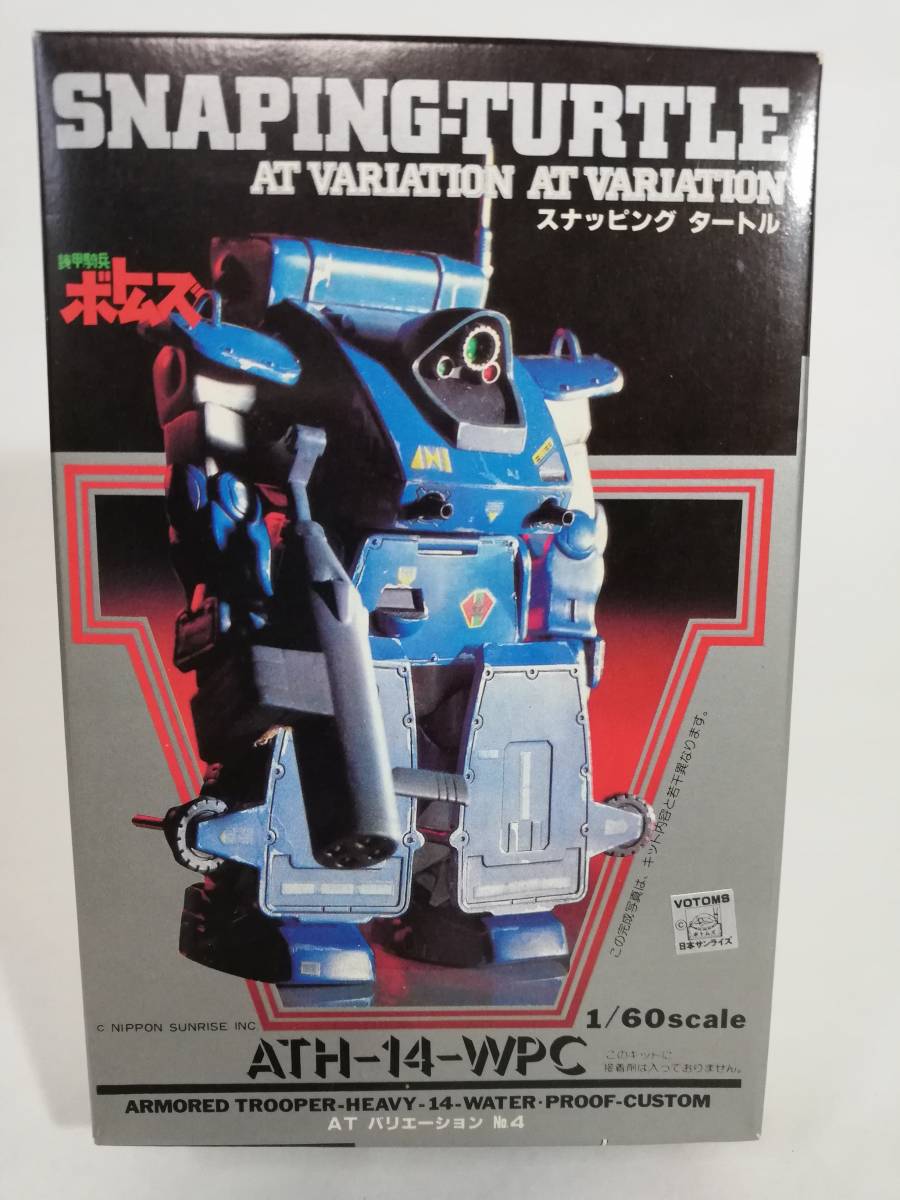 SNAPING-TURTLE
AT VARIATION AT VARIATION
スナッピング タートル
装甲騎兵
ボトムズ
この完成写真は、キット内容と若干異なります。
VOTOMS
©
ボトムズ
日本サンライズ
C NIPPON SUNRISE INC
1/60scale
ATH-14-WPC
このキットに
接着剤は入っておりません。
ARMORED TROOPER-HEAVY-14-WATER·PROOF-CUSTOM
AT バリエーション №4